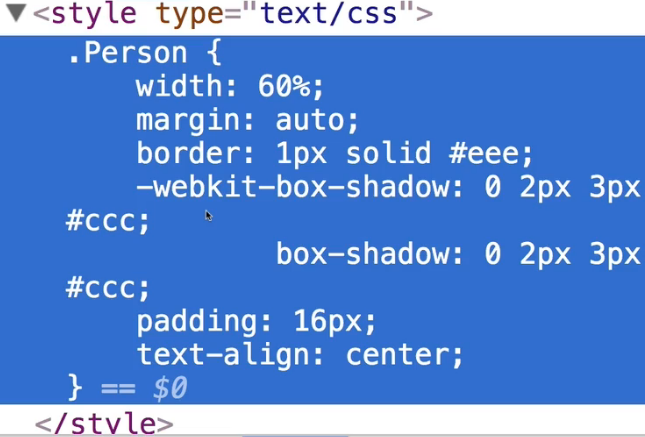 ▼<style type="text/css">
.Person {
width: 60%;
margin: auto;
border: 1px solid #eee;
-webkit-box-shadow: 0 2px 3px
#ccc;
box-shadow: 0 2px 3px
#ccc;
padding: 16px;
text-align: center;
} == $0
</style>